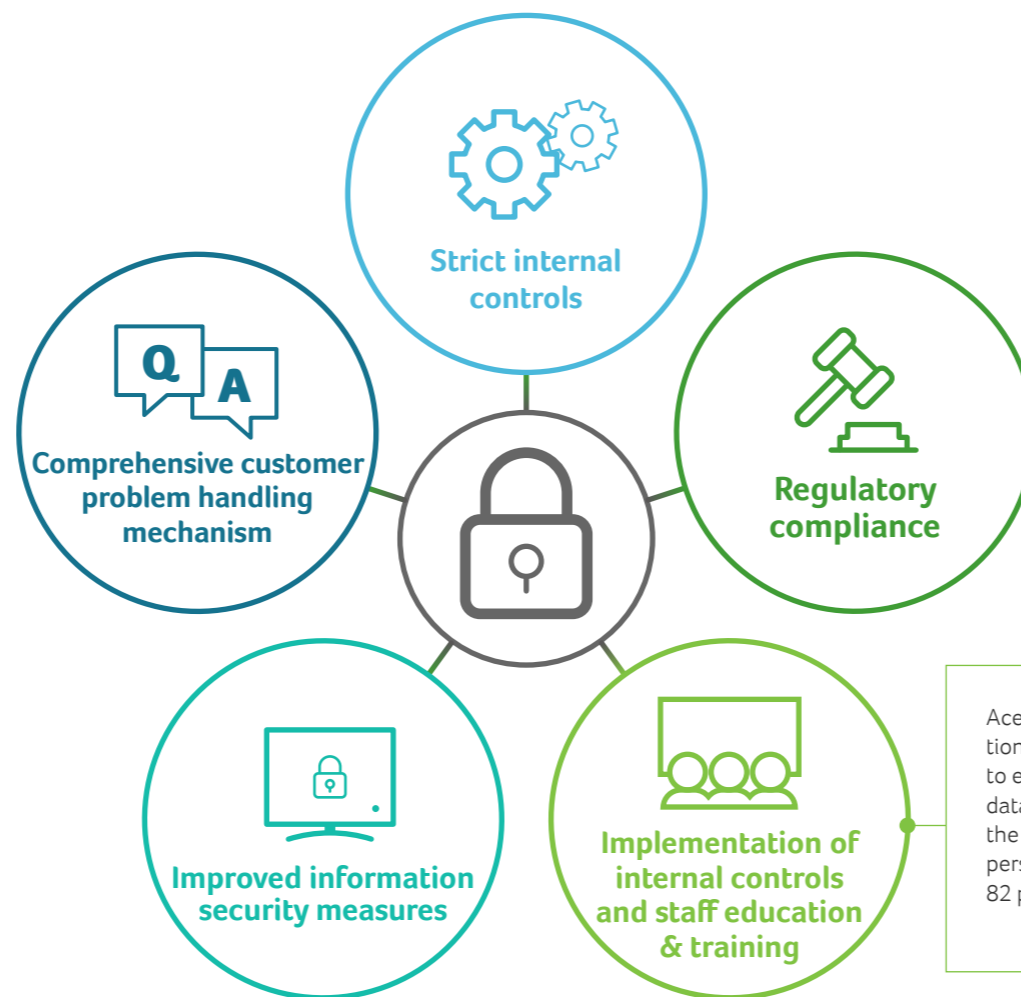 Strict internal
controls
Q
A
Comprehensive customer
problem handling
mechanism
Regulatory
compliance
Improved information
security measures
Implementation of
internal controls
and staff education
& training
Ace
tion
to e
data
the
pers
82 p